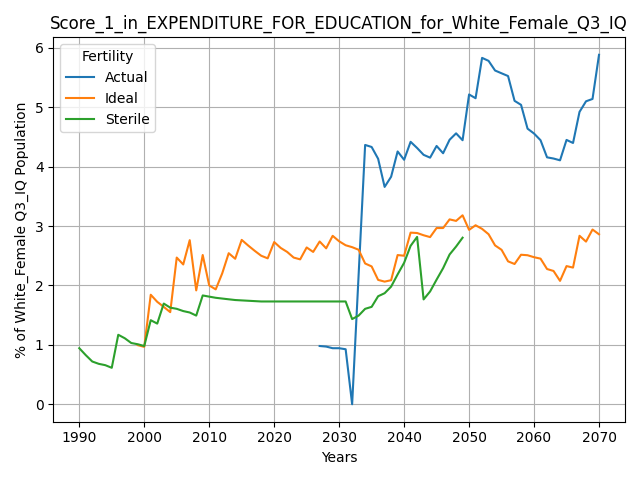 Score_1_in_EXPENDITURE_FOR_EDUCATION_for_White_Female_Q3_IQ
Fertility
Actual
Ideal
Sterile
% of White_Female Q3_IQ Population
6
5
4
3
2
1
0
1990 2000 2010 2020 2030 2040 2050 2060 2070
Years